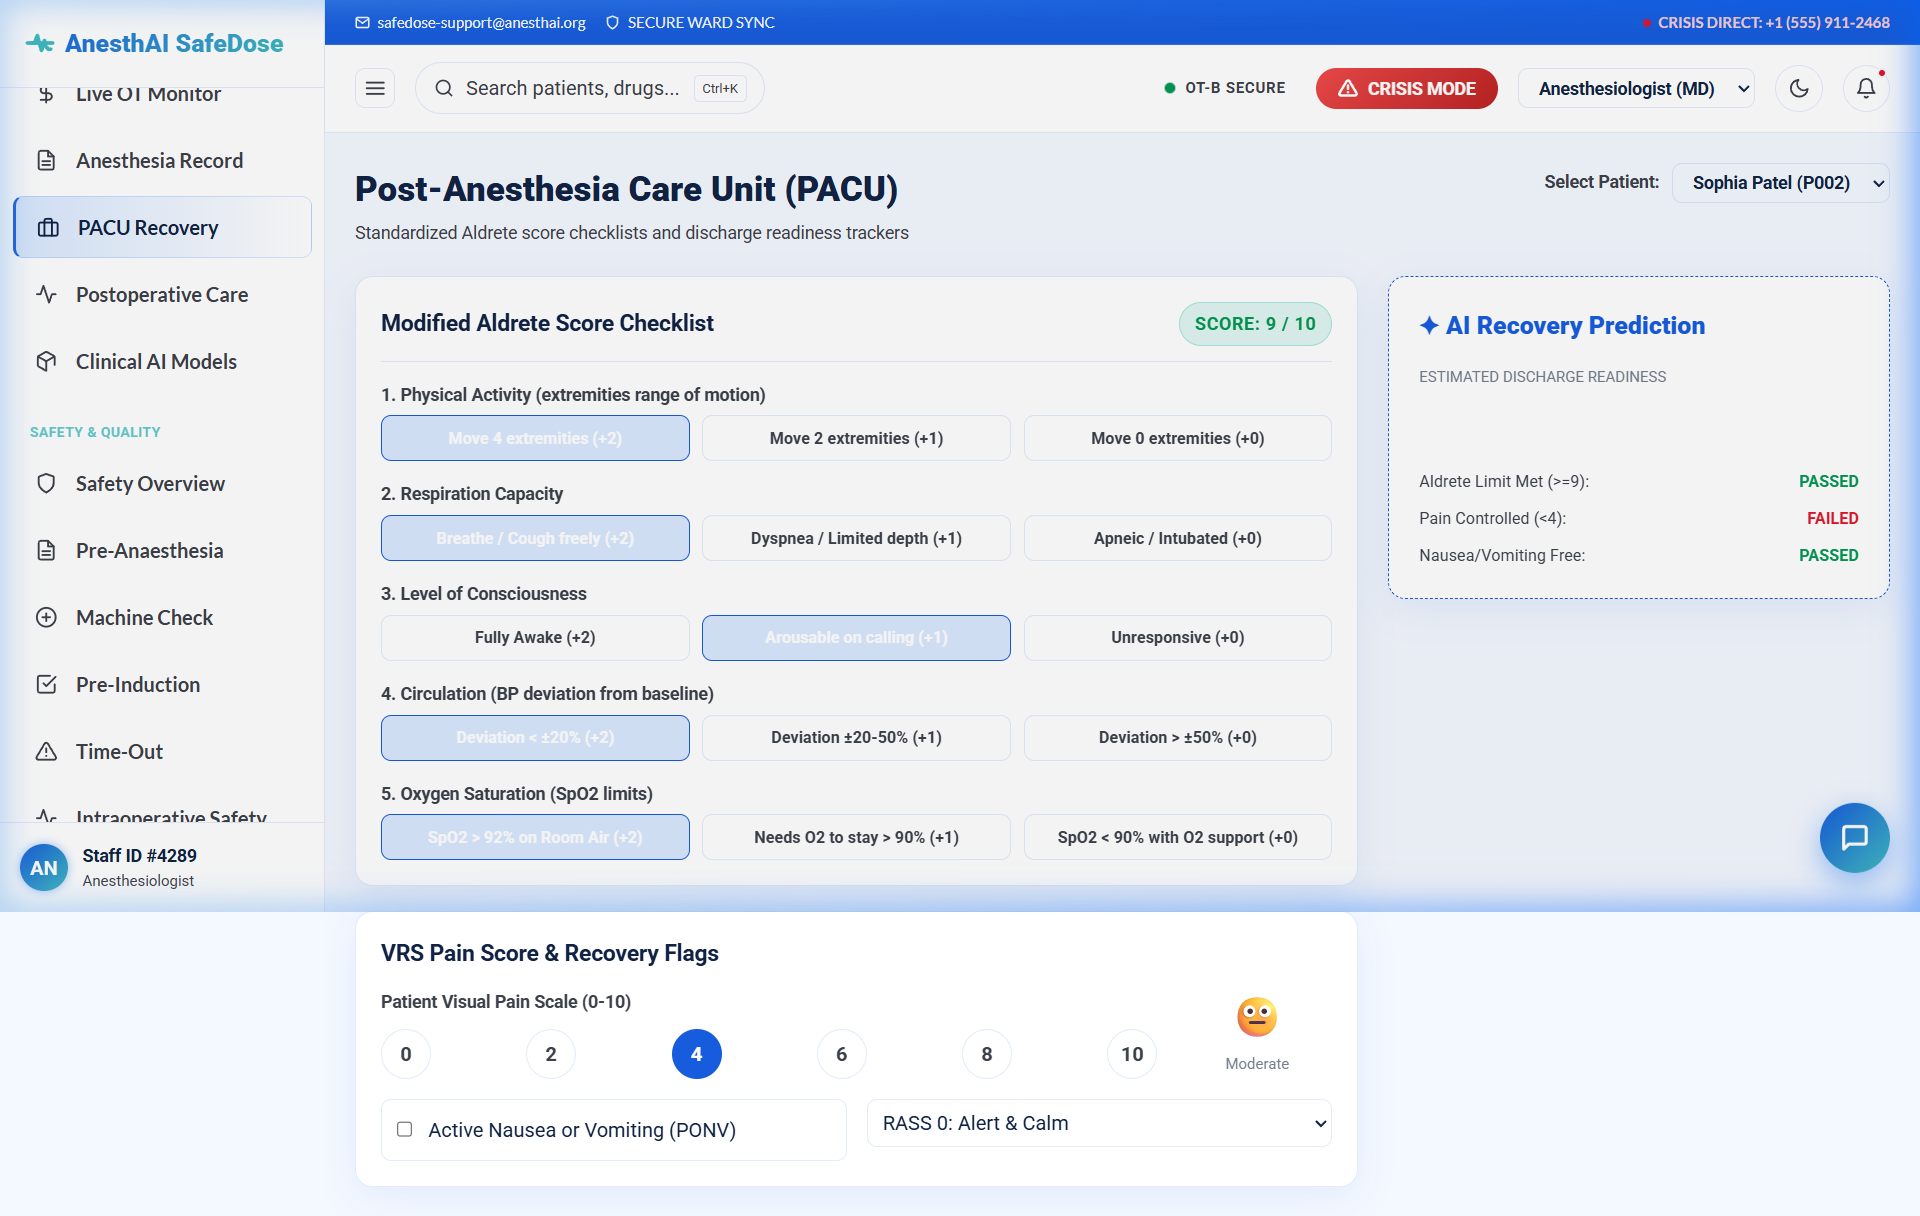 AnesthAI SafeDose
Live OT Monitor
Anesthesia Record
PACU Recovery
Postoperative Care
Clinical AI Models
SAFETY & QUALITY
Safety Overview
Pre-Anaesthesia
Machine Check
Pre-Induction
Time-Out
Intraoperative Safety
AN
Staff ID #4289
Anesthesiologist
safedose-support@anesthai.org
SECURE WARD SYNC
CRISIS DIRECT: +1 (555) 911-2468
Search patients, drugs...
Ctrl+K
OT-B SECURE
CRISIS MODE
Anesthesiologist (MD)
Post-Anesthesia Care Unit (PACU)
Standardized Aldrete score checklists and discharge readiness trackers
Select Patient:
Sophia Patel (P002)
Modified Aldrete Score Checklist
SCORE: 9 / 10
1. Physical Activity (extremities range of motion)
Move 4 extremities (+2)
Move 2 extremities (+1)
Move 0 extremities (+0)
2. Respiration Capacity
Breathe / Cough freely (+2)
Dyspnea / Limited depth (+1)
Apneic / Intubated (+0)
3. Level of Consciousness
Fully Awake (+2)
Arousable on calling (+1)
Unresponsive (+0)
4. Circulation (BP deviation from baseline)
Deviation < ±20% (+2)
Deviation ±20-50% (+1)
Deviation > ±50% (+0)
5. Oxygen Saturation (SpO2 limits)
SpO2 > 92% on Room Air (+2)
Needs O2 to stay > 90% (+1)
SpO2 < 90% with O2 support (+0)
✦ AI Recovery Prediction
ESTIMATED DISCHARGE READINESS
Aldrete Limit Met (>=9): PASSED
Pain Controlled (<4): FAILED
Nausea/Vomiting Free: PASSED
VRS Pain Score & Recovery Flags
Patient Visual Pain Scale (0-10)
0 2 4 6 8 10
Moderate
Active Nausea or Vomiting (PONV)
RASS 0: Alert & Calm